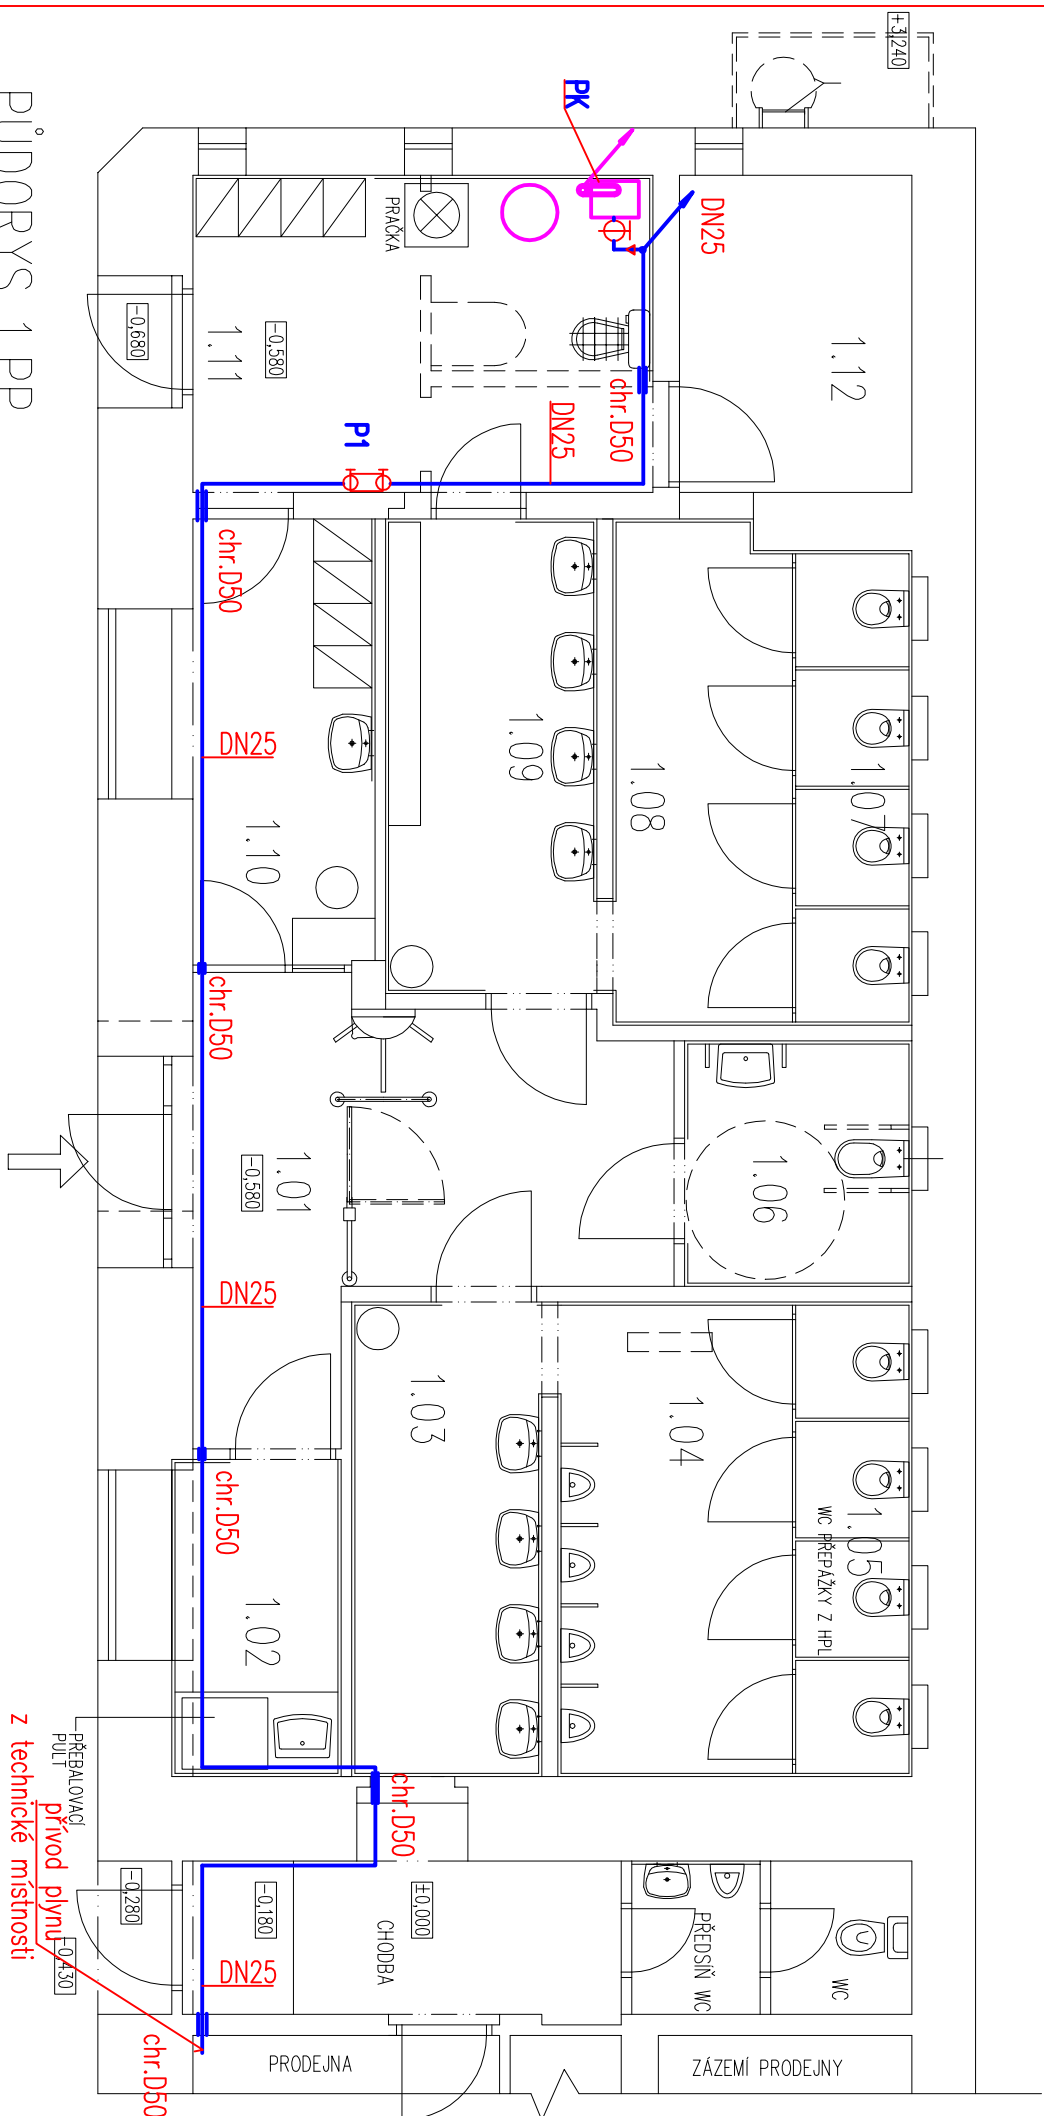 PŮDORYS 1.PP
+3,240
PK
DN25
PRAČKA
1.12
-0,680
1.11
-0,580
chr.D50
DN25
P1
chr.D50
DN25
1.10
1.09
1.08
1.07
chr.D50
1.01
-0,580
1.06
DN25
1.03
1.04
1.05
WC PŘEPÁŽKY Z HPL
chr.D50
1.02
PŘEBALOVACÍ
PULT
přívod plynu
z technické místnosti
chr.D50
-0,280
-0,430
-0,180
±0,000
CHODBA
PŘEDSÍŇ WC
WC
DN25
chr.D50
PRODEJNA
ZÁZEMÍ PRODEJNY